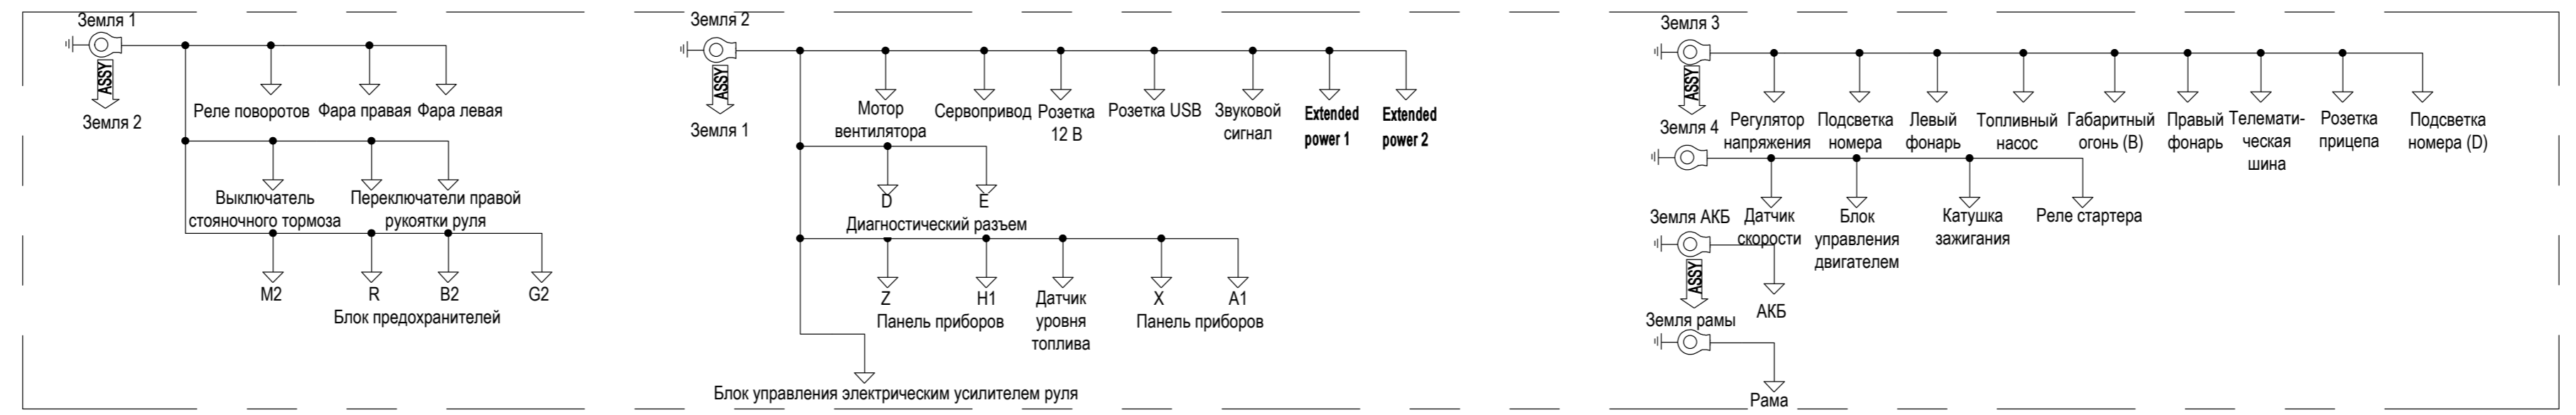 Земля 1
ASSY
Земля 2
Реле поворотов
Фара правая
Фара левая
Выключатель
стояночного тормоза
Переключатели правой
рукоятки руля
M2
R
B2
G2
Блок предохранителей
Земля 2
ASSY
Земля 1
Мотор
вентилятора
Сервопривод
Розетка
12 В
Розетка USB
Звуковой
сигнал
Extended
power 1
Extended
power 2
D
E
Диагностический разъем
Z
H1
Датчик
уровня
топлива
X
A1
Панель приборов
Панель приборов
Блок управления электрическим усилителем руля
Земля 3
ASSY
Земля 4
Регулятор
напряжения
Подсветка
номера
Левый
фонарь
Топливный
насос
Габаритный
огонь (B)
Правый
фонарь
Телемати-
ческая
шина
Розетка
прицепа
Подсветка
номера (D)
Датчик
скорости
Блок
управления
двигателем
Катушка
зажигания
Реле стартера
Земля АКБ
ASSY
АКБ
Земля рамы
Рама